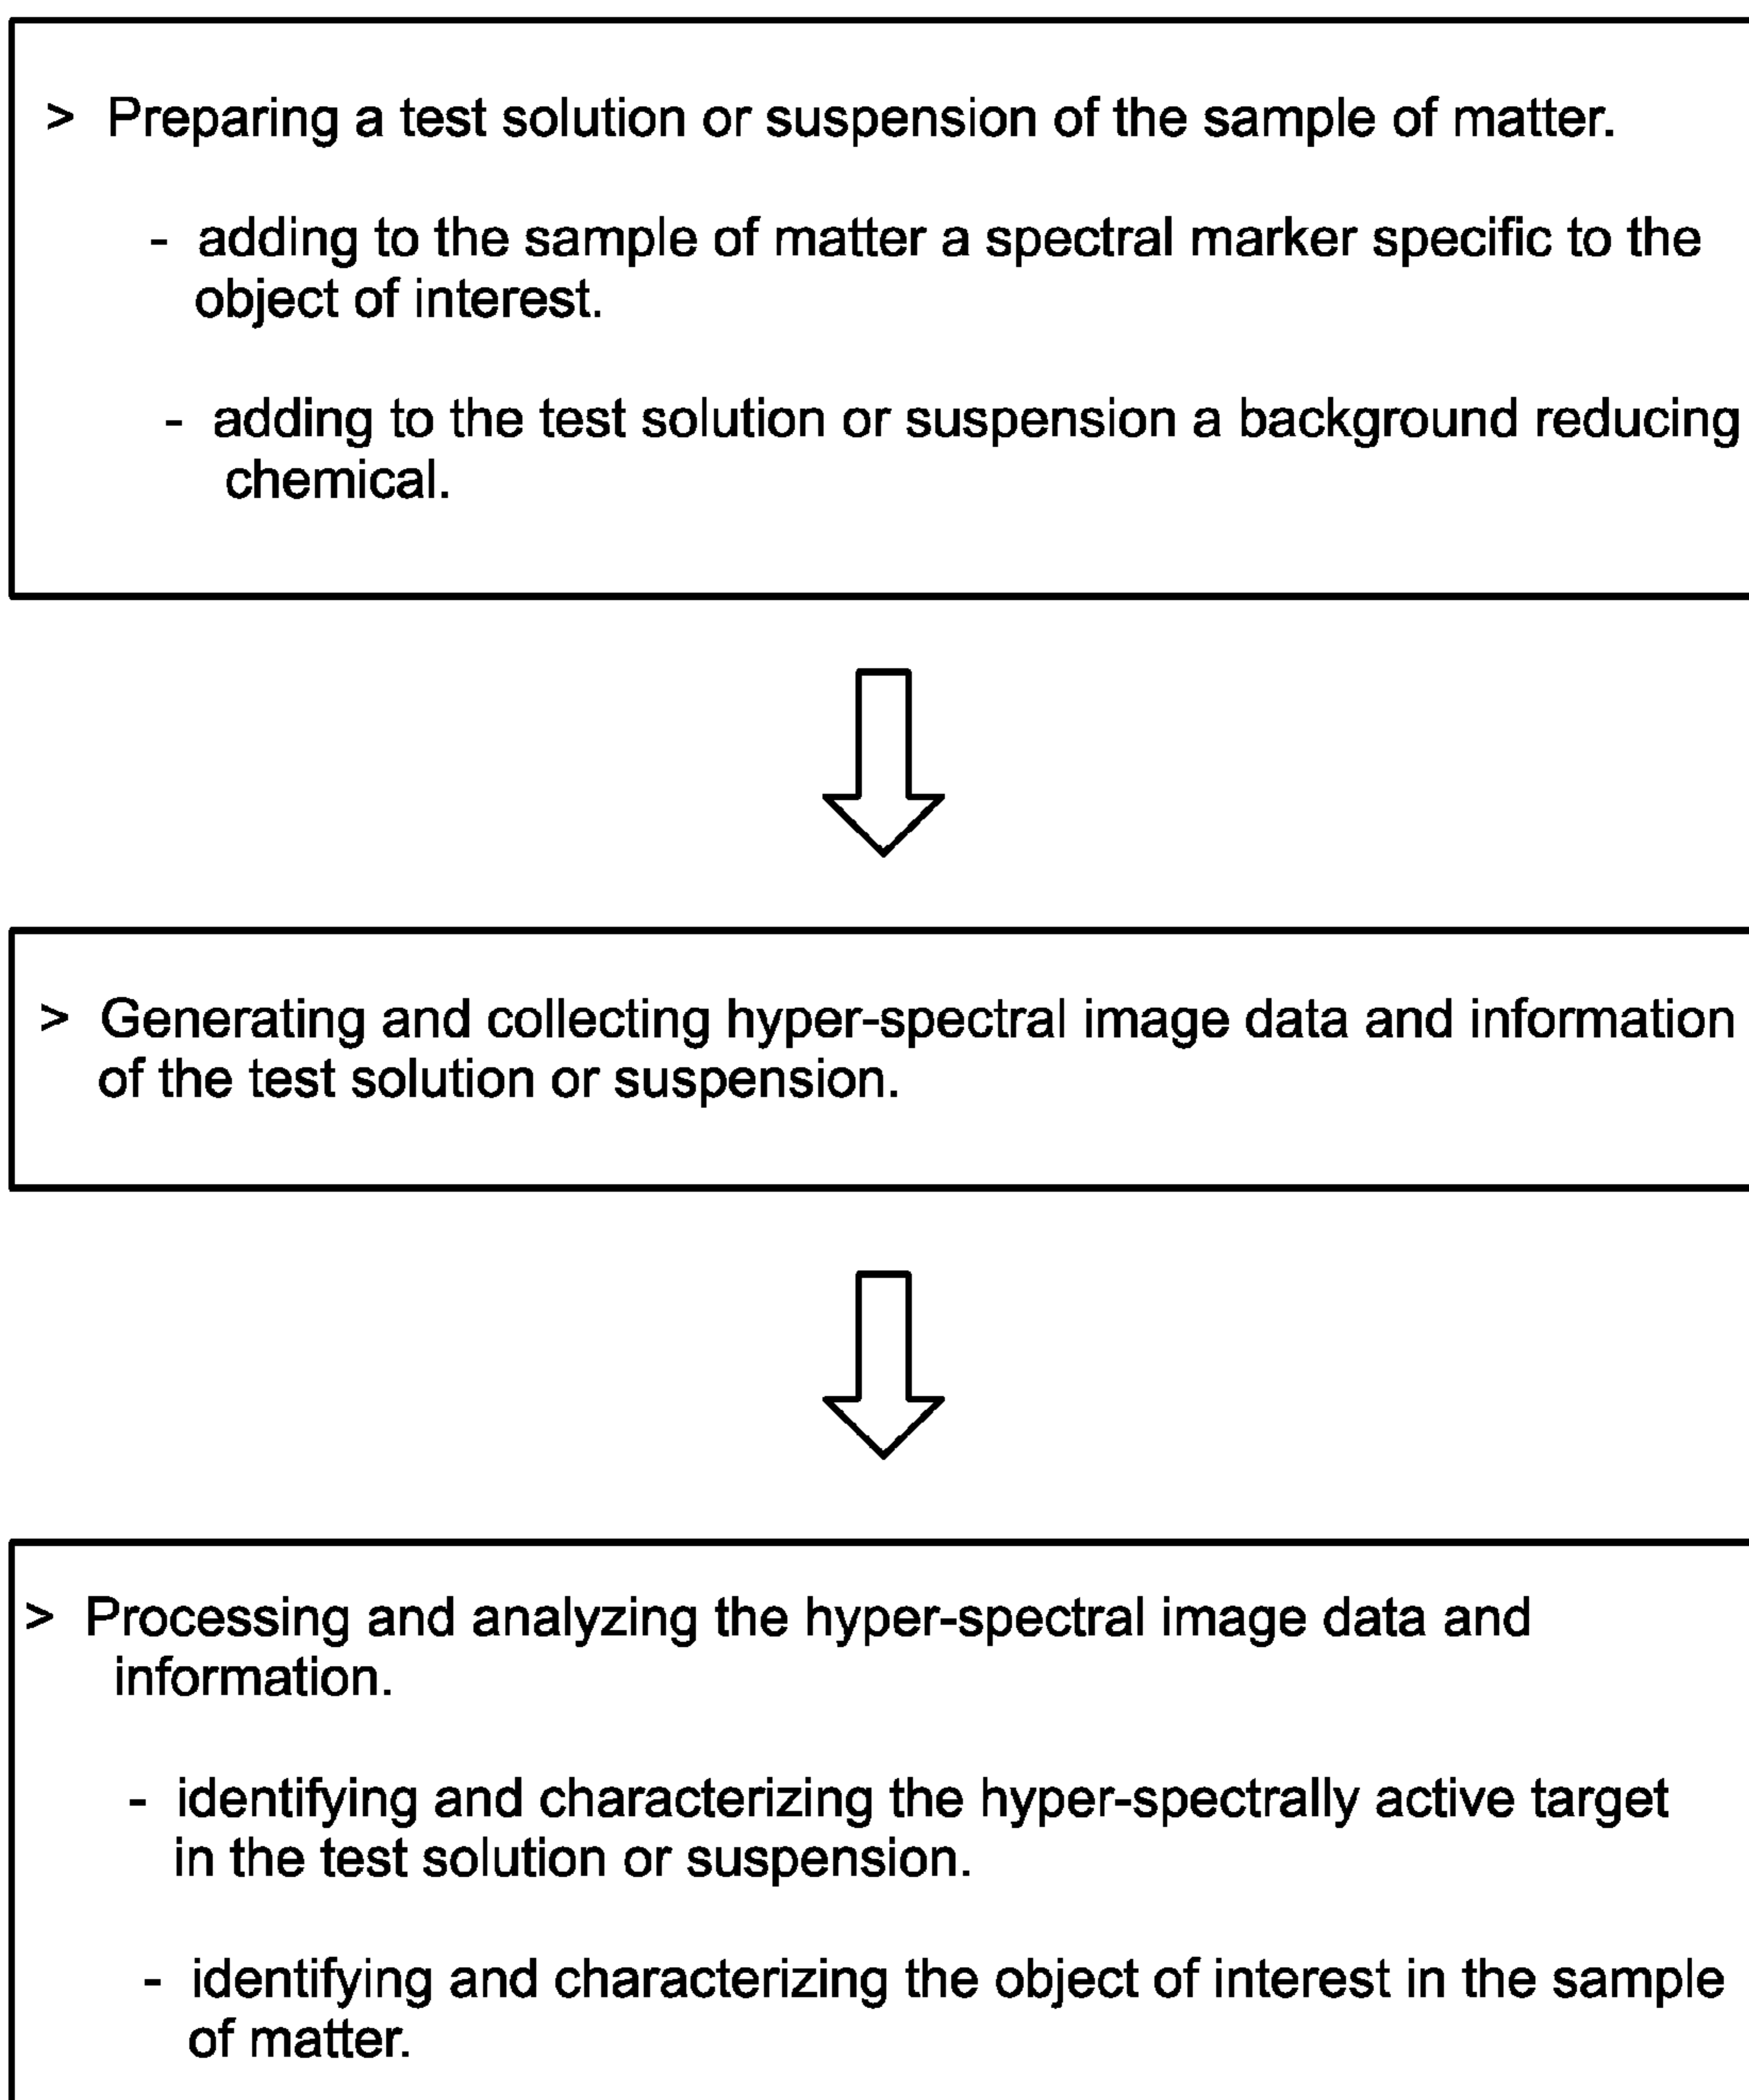 > Preparing a test solution or suspension of the sample of matter.
- adding to the sample of matter a spectral marker specific to the
object of interest.
- adding to the test solution or suspension a background reducing
chemical.
> Generating and collecting hyper-spectral image data and information
of the test solution or suspension.
> Processing and analyzing the hyper-spectral image data and
information.
- identifying and characterizing the hyper-spectrally active target
in the test solution or suspension.
- identifying and characterizing the object of interest in the sample
of matter.